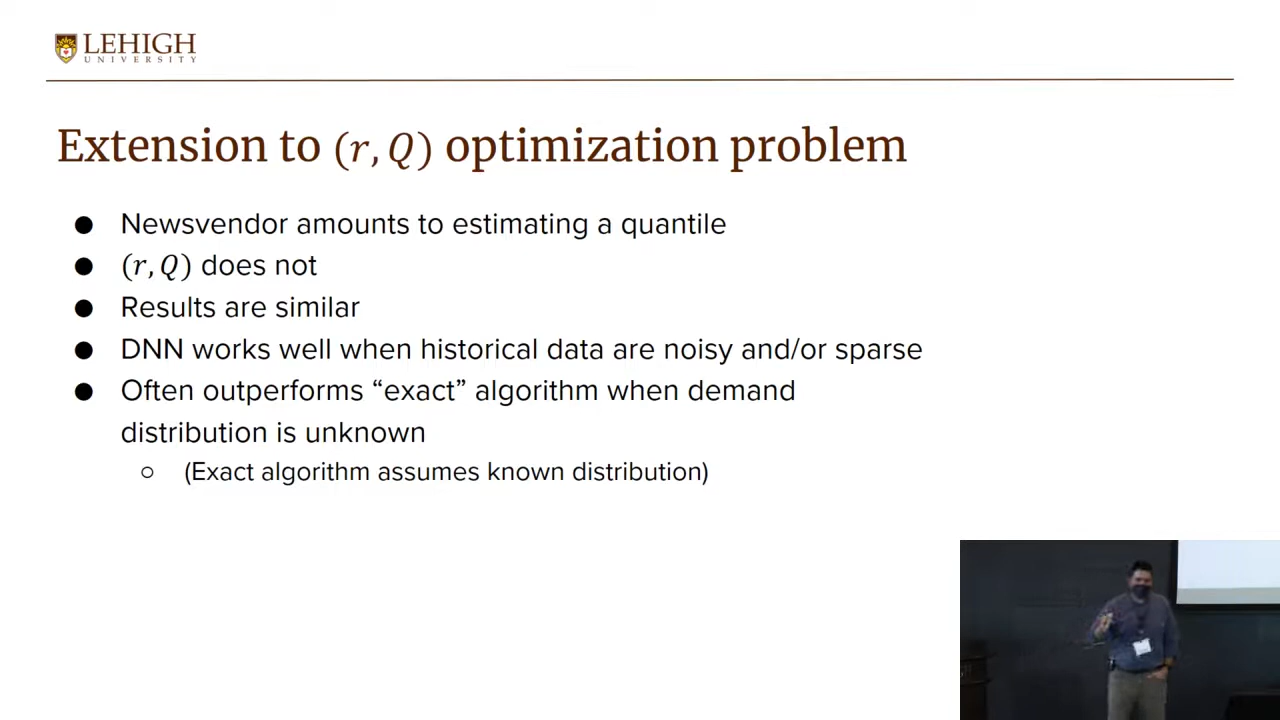 LEHIGH
UNIVERSITY
Extension to (r, Q) optimization problem
● Newsvendor amounts to estimating a quantile
● (r, Q) does not
● Results are similar
● DNN works well when historical data are noisy and/or sparse
● Often outperforms “exact” algorithm when demand
distribution is unknown
○ (Exact algorithm assumes known distribution)